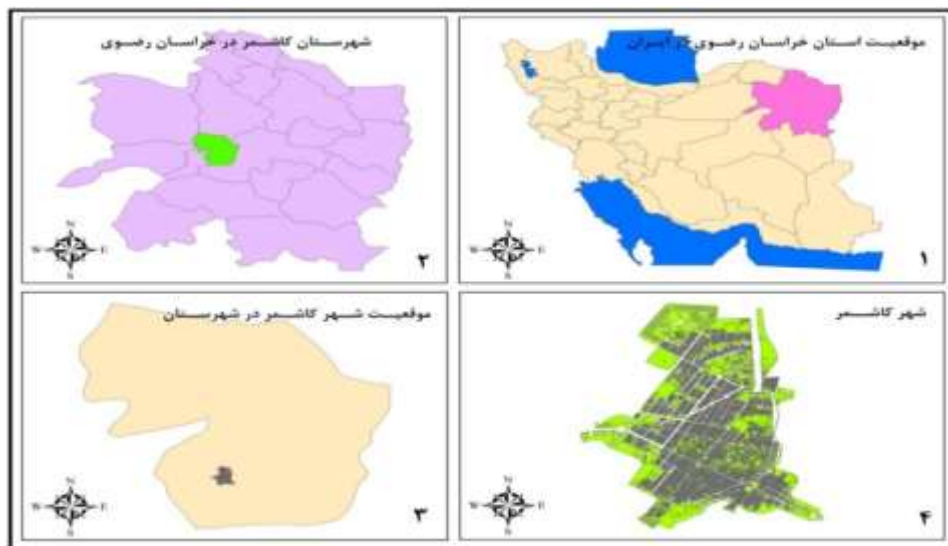 موقعیت استان خراسان رضوی در ایران
N
W
E
S
۱
شهرستان کاشمر در خراسان رضوی
N
W
E
S
۲
موقعیت شهر کاشمر در شهرستان
N
W
E
S
۳
شهر کاشمر
N
W
E
S
۴